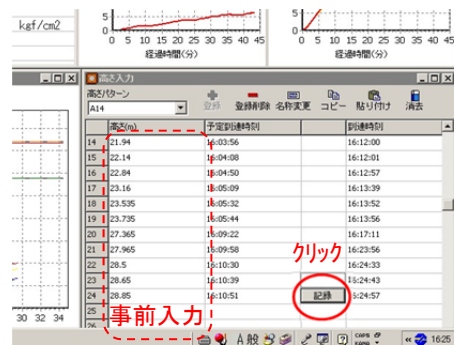 kgf/cm2
5
0
0 5 10 15 20 25 30 35 40 45
経過時間(分)
5
0
0 5 10 15 20 25 30 35 40 45
経過時間(分)
高さ入力
高さパターン
A14
登録 登録削除 名称変更 コピー 貼り付け 消去
高さ(m) 予定到達時刻 到達時刻
14 21.94 16:03:56 16:12:00
15 22.14 16:04:08 16:12:01
16 22.84 16:04:50 16:12:57
17 23.16 16:05:09 16:13:39
18 23.535 16:05:32 16:13:52
19 23.735 16:05:44 16:13:56
20 27.365 16:09:22 16:17:11
21 27.965 16:09:58 16:23:56
22 28.5 16:10:30 16:24:33
23 28.65 16:10:39 16:24:43
24 28.85 16:10:51 16:24:57
25
26
クリック
記録
事前入力
30 32 34
A 般
CAPS
KANA
16:25